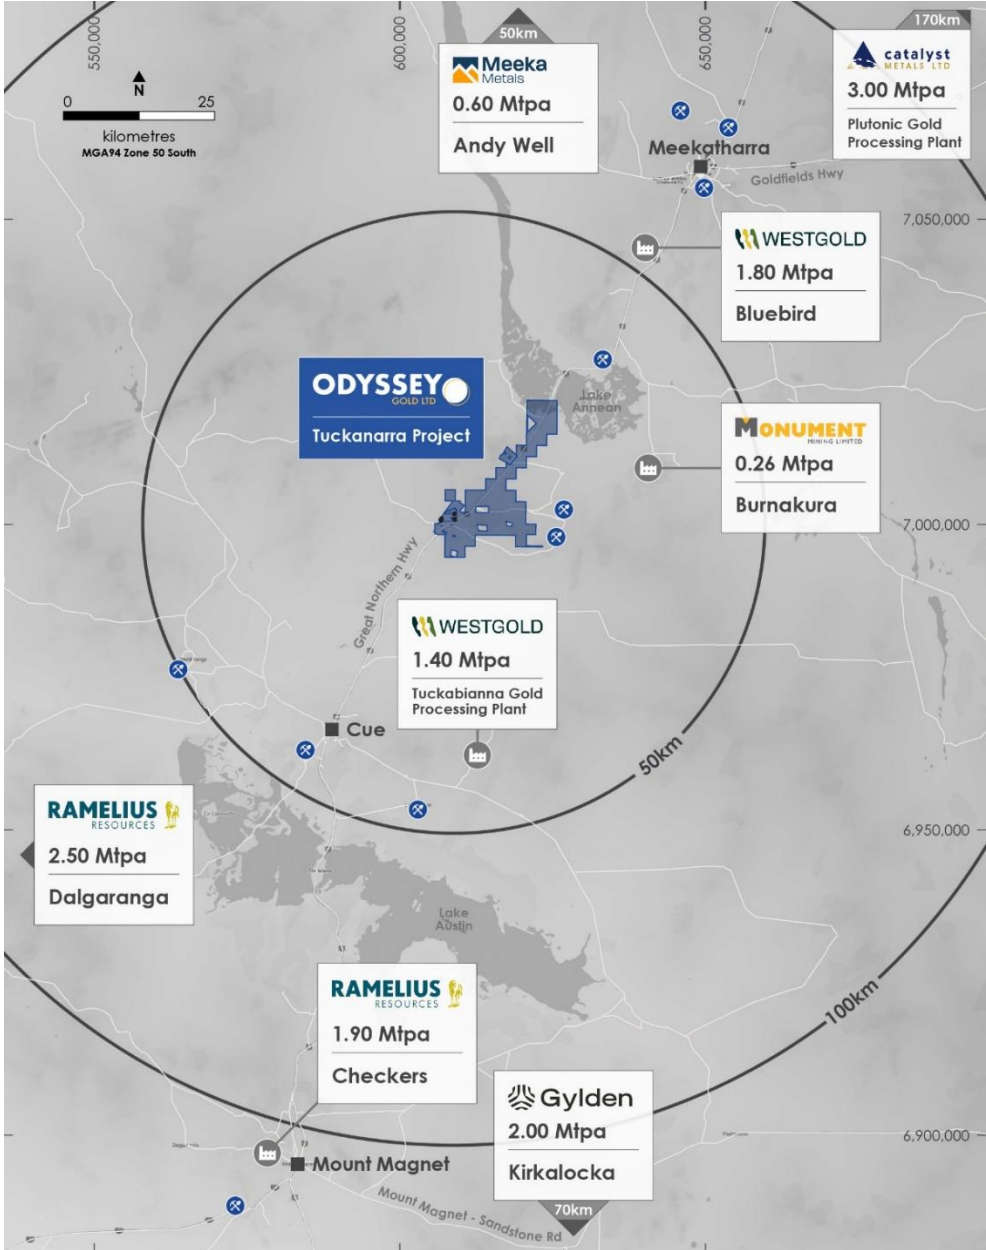 550,000
600,000
650,000
50km
170km
N
0 25
kilometres
MGA94 Zone 50 South
Meeka
Metals
0.60 Mtpa
Andy Well
catalyst
METALS LTD
3.00 Mtpa
Plutonic Gold
Processing Plant
Meekatharra
Goldfields Hwy
7,050,000
WESTGOLD
1.80 Mtpa
Bluebird
ODYSSEY
GOLD LTD
Tuckanarra Project
Lake
Annean
MONUMENT
MINING LIMITED
0.26 Mtpa
Burnakura
7,000,000
Great Northern Hwy
WESTGOLD
1.40 Mtpa
Tuckabianna Gold
Processing Plant
Cue
50km
RAMELIUS
RESOURCES
2.50 Mtpa
Dalgaranga
6,950,000
Lake
Austin
RAMELIUS
RESOURCES
1.90 Mtpa
Checkers
100km
Gylden
2.00 Mtpa
Kirkalocka
70km
6,900,000
Mount Magnet
Mount Magnet - Sandstone Rd